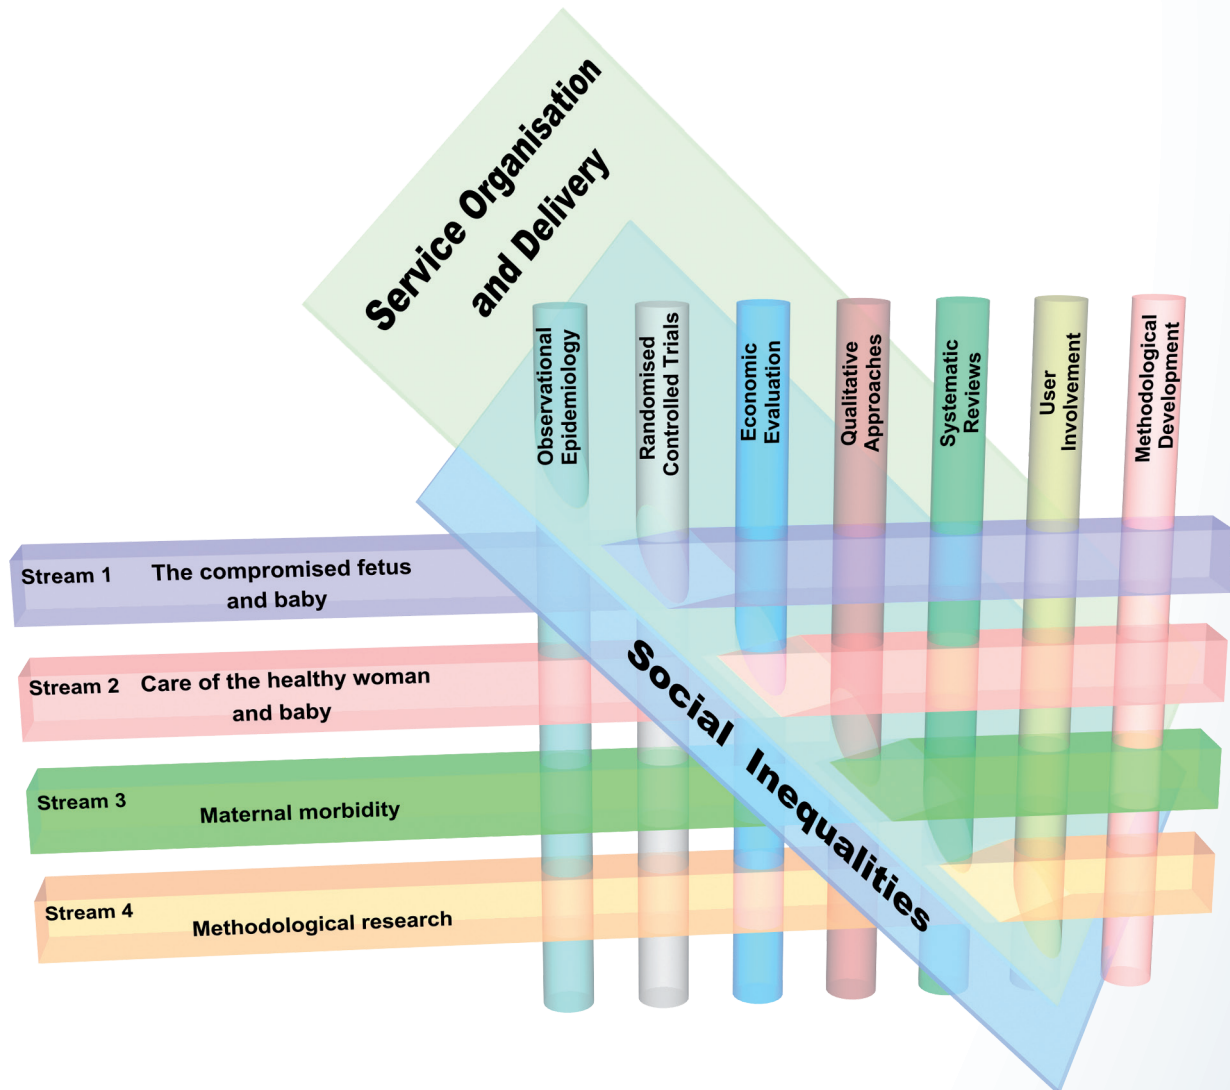 Service Organisation
and Delivery
Observational
Epidemiology
Randomised
Controlled Trials
Economic
Evaluation
Qualitative
Approaches
Systematic
Reviews
User
Involvement
Methodological
Development
Stream 1 The compromised fetus
and baby
Stream 2 Care of the healthy woman
and baby
Stream 3 Maternal morbidity
Stream 4 Methodological research
Social Inequalities